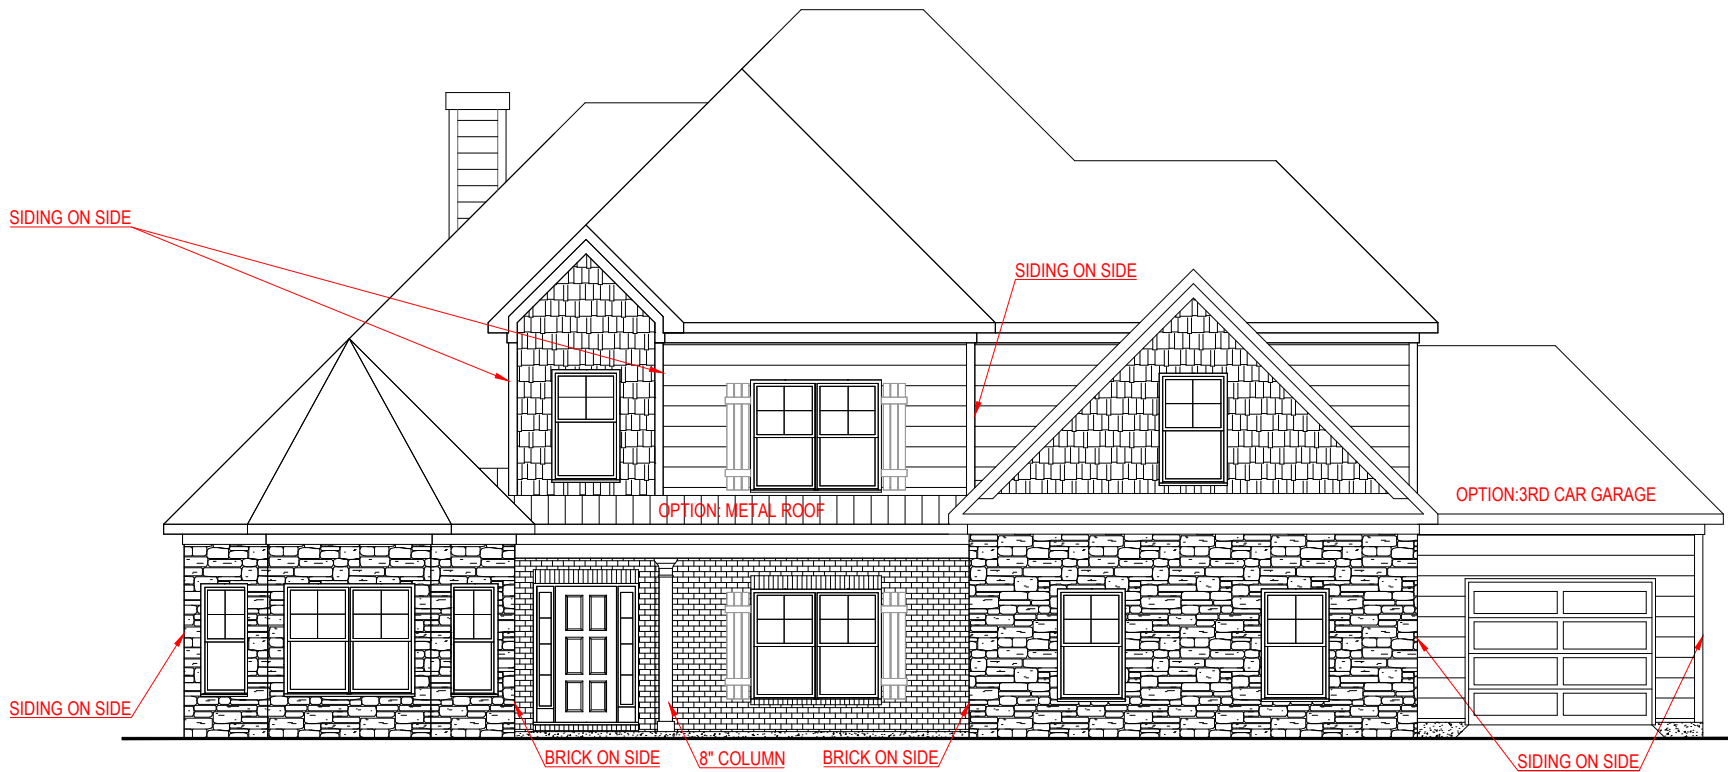 SIDING ON SIDE
SIDING ON SIDE
OPTION: METAL ROOF
OPTION:3RD CAR GARAGE
SIDING ON SIDE
BRICK ON SIDE
8" COLUMN
BRICK ON SIDE
SIDING ON SIDE